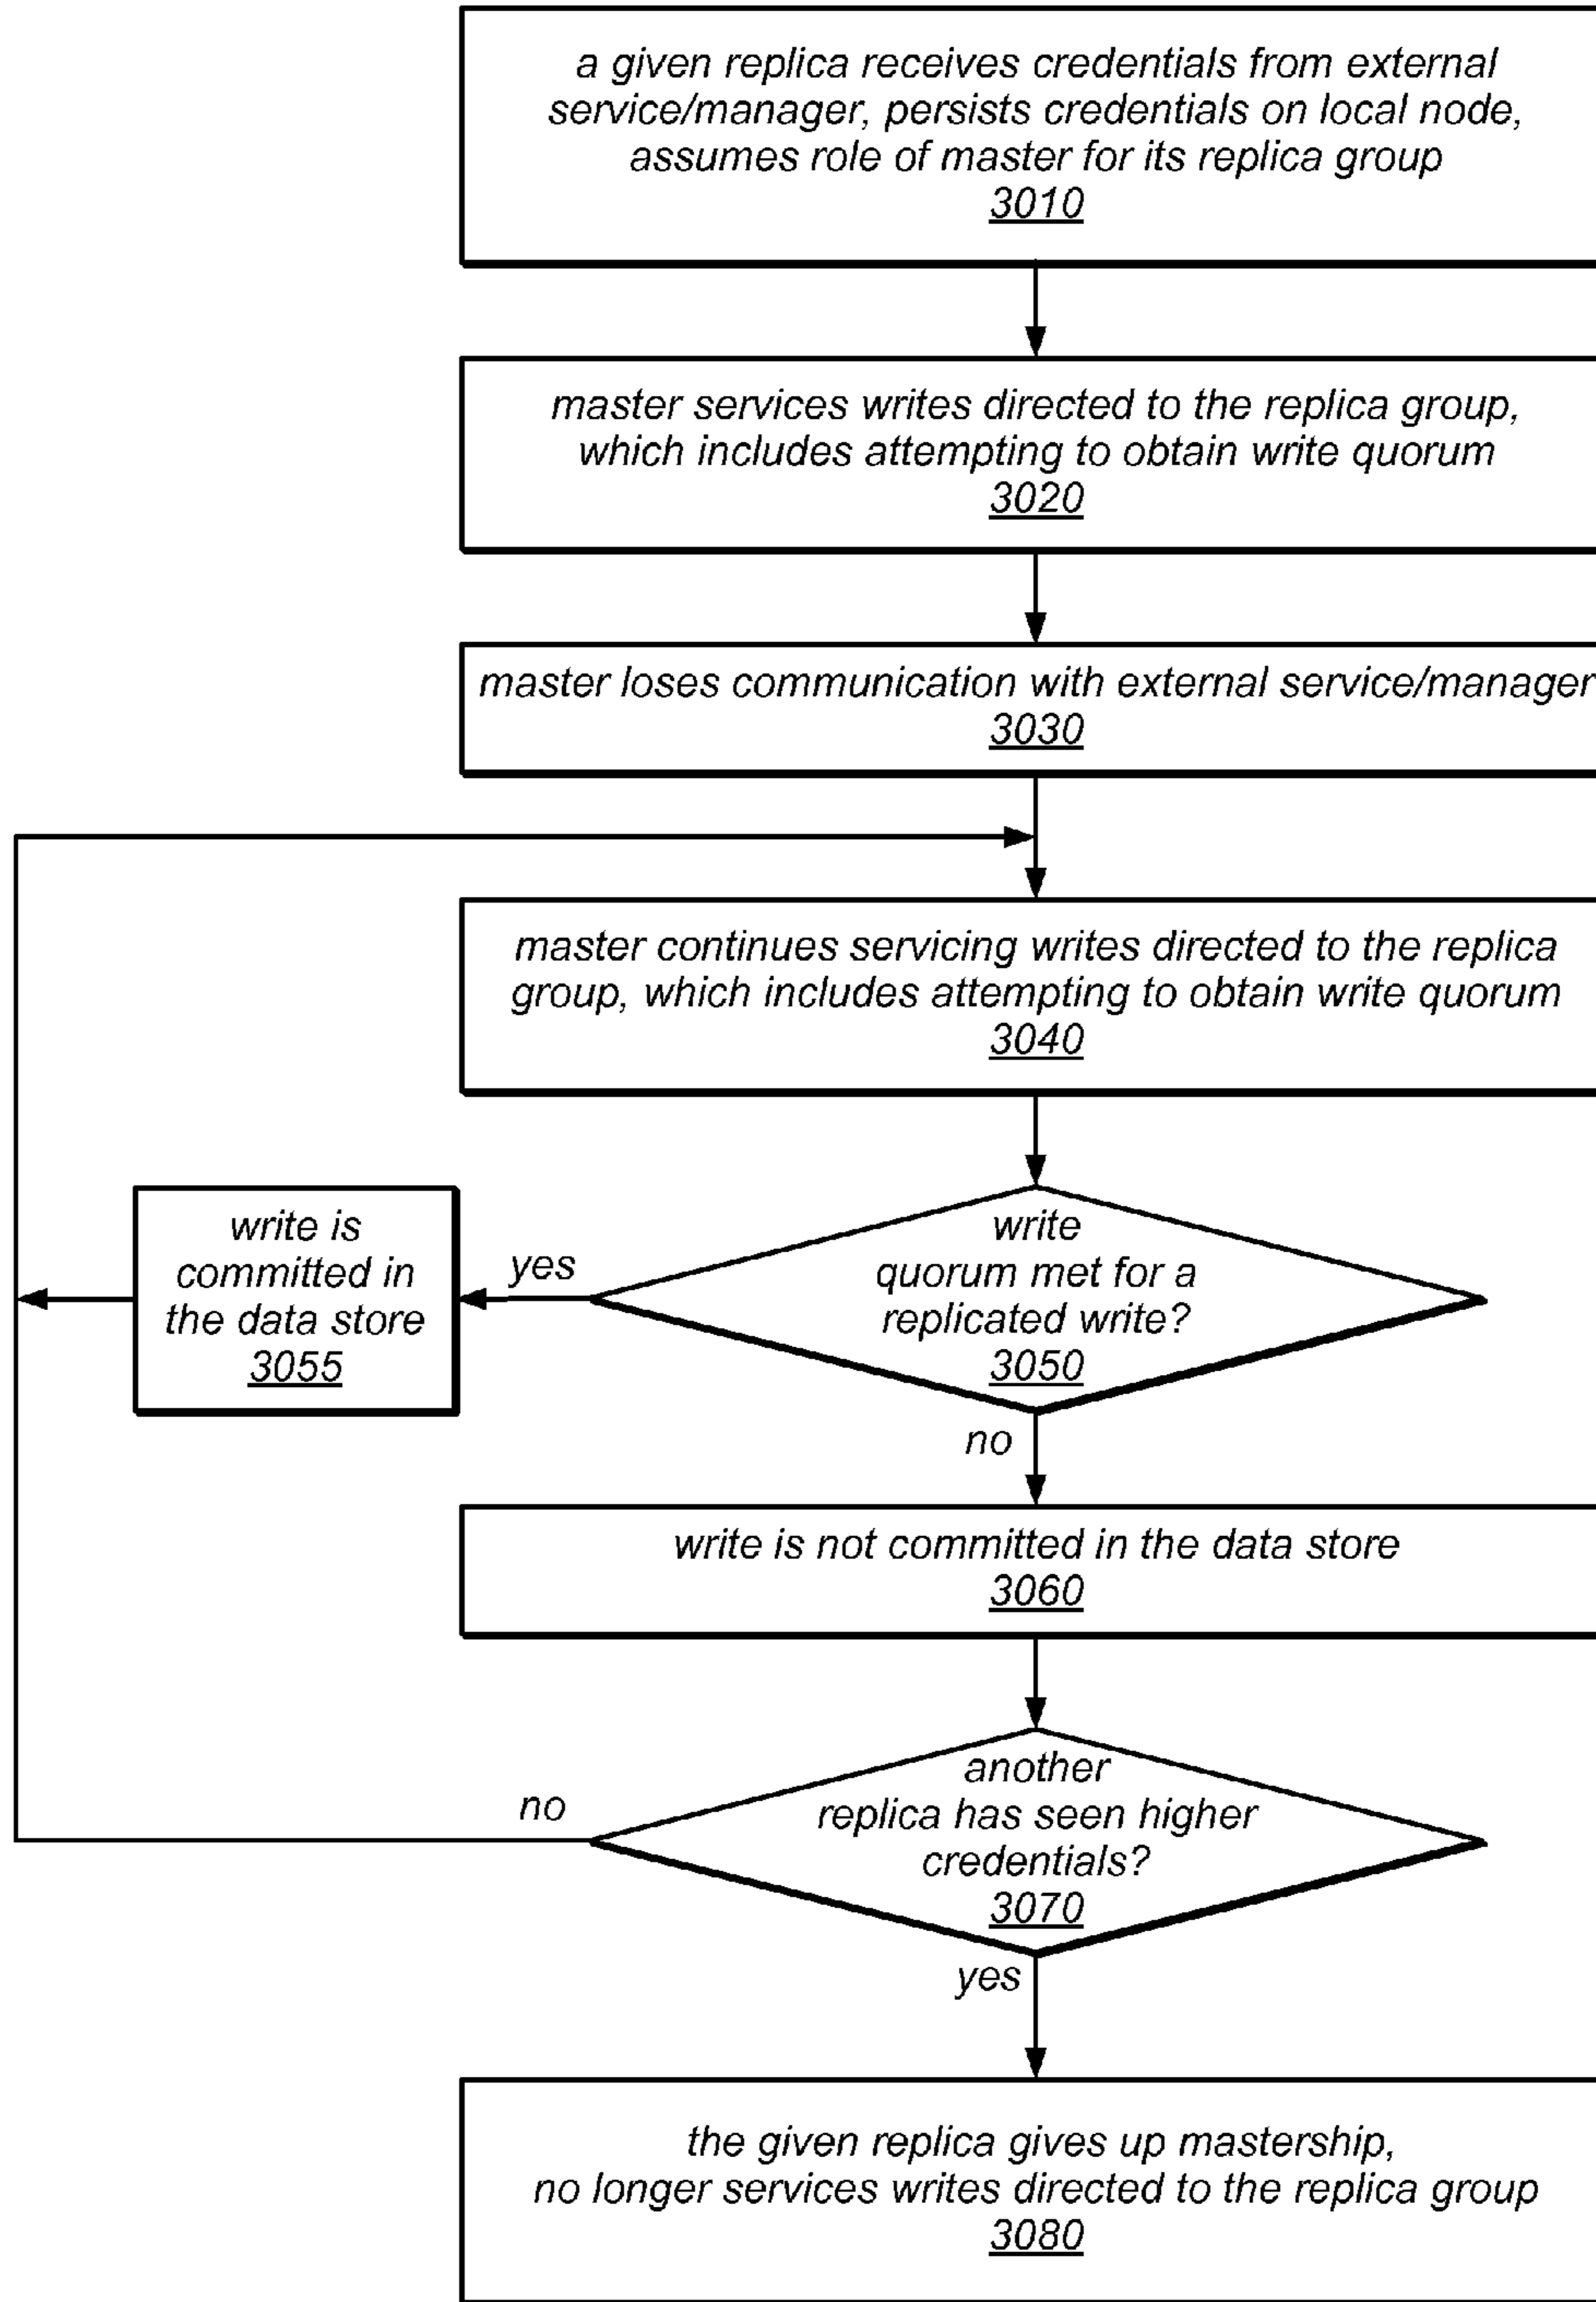 a given replica receives credentials from external
service/manager, persists credentials on local node,
assumes role of master for its replica group
3010
master services writes directed to the replica group,
which includes attempting to obtain write quorum
3020
master loses communication with external service/manager
3030
master continues servicing writes directed to the replica
group, which includes attempting to obtain write quorum
3040
write
quorum met for a
replicated write?
3050
yes
write is
committed in
the data store
3055
no
write is not committed in the data store
3060
another
replica has seen higher
credentials?
3070
no
yes
the given replica gives up mastership,
no longer services writes directed to the replica group
3080